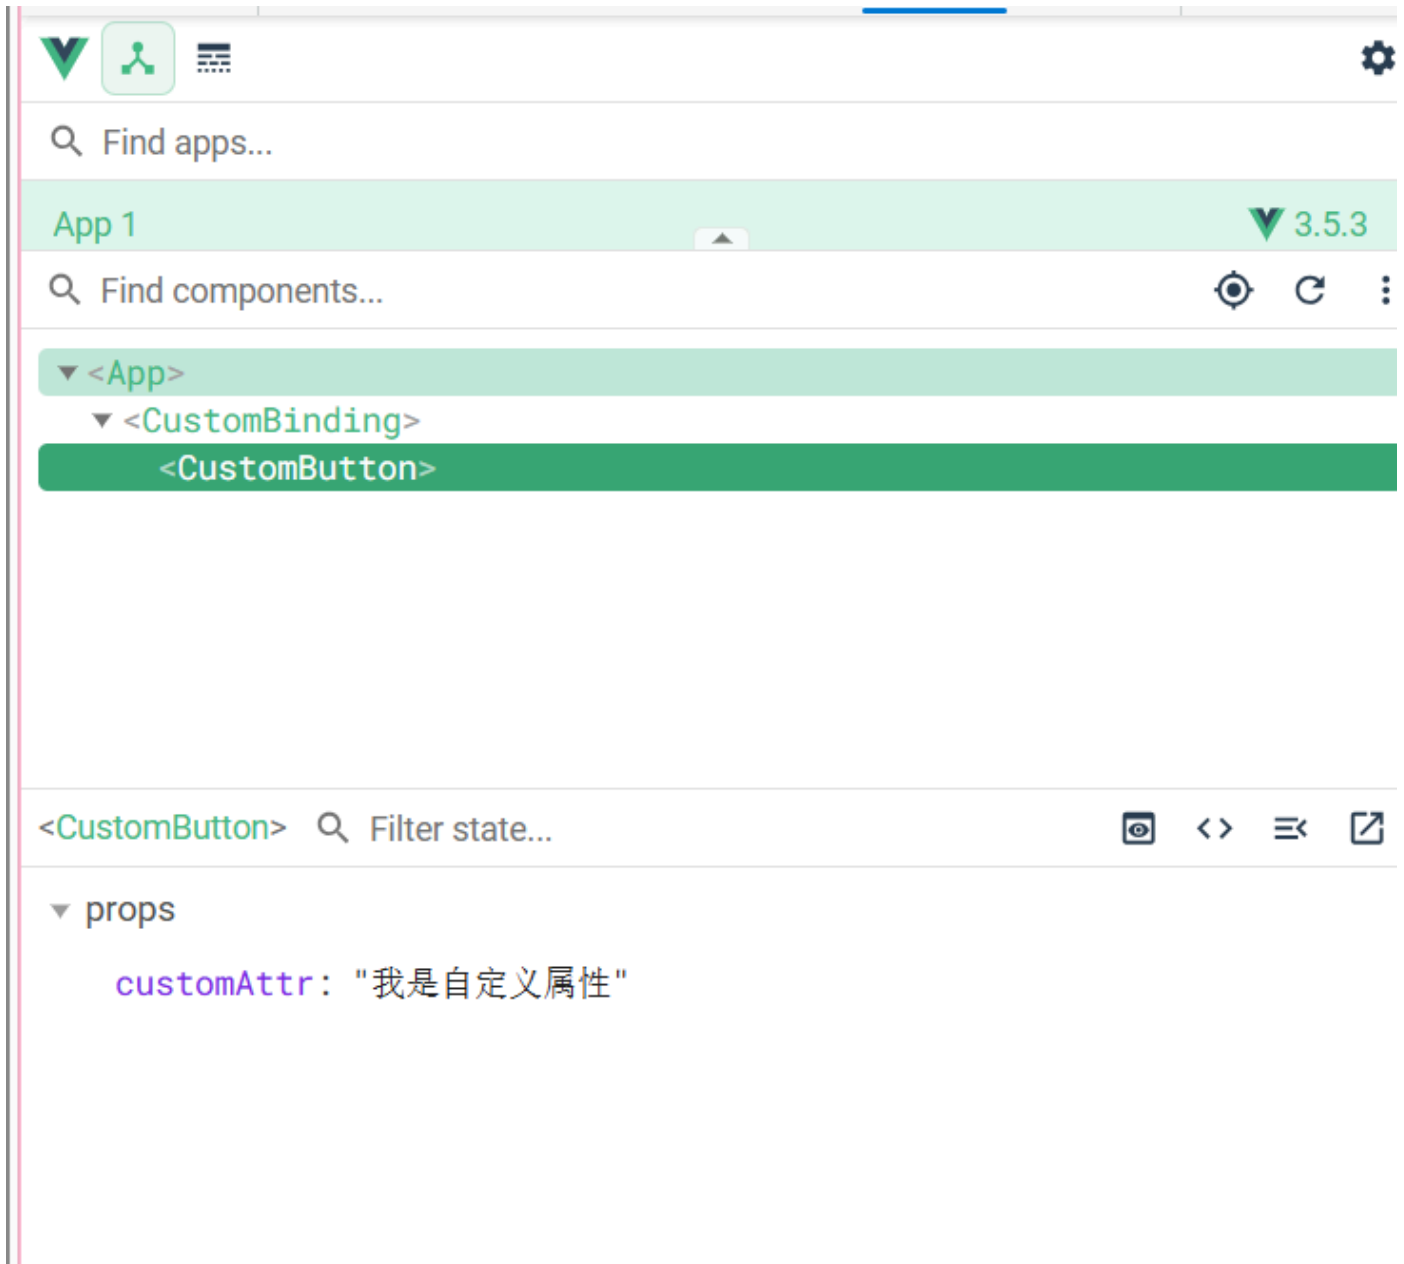 Find apps...
App 1 3.5.3
Find components...
<App>
<CustomBinding>
<CustomButton>
<CustomButton> Filter state...
props
customAttr: "我是自定义属性"